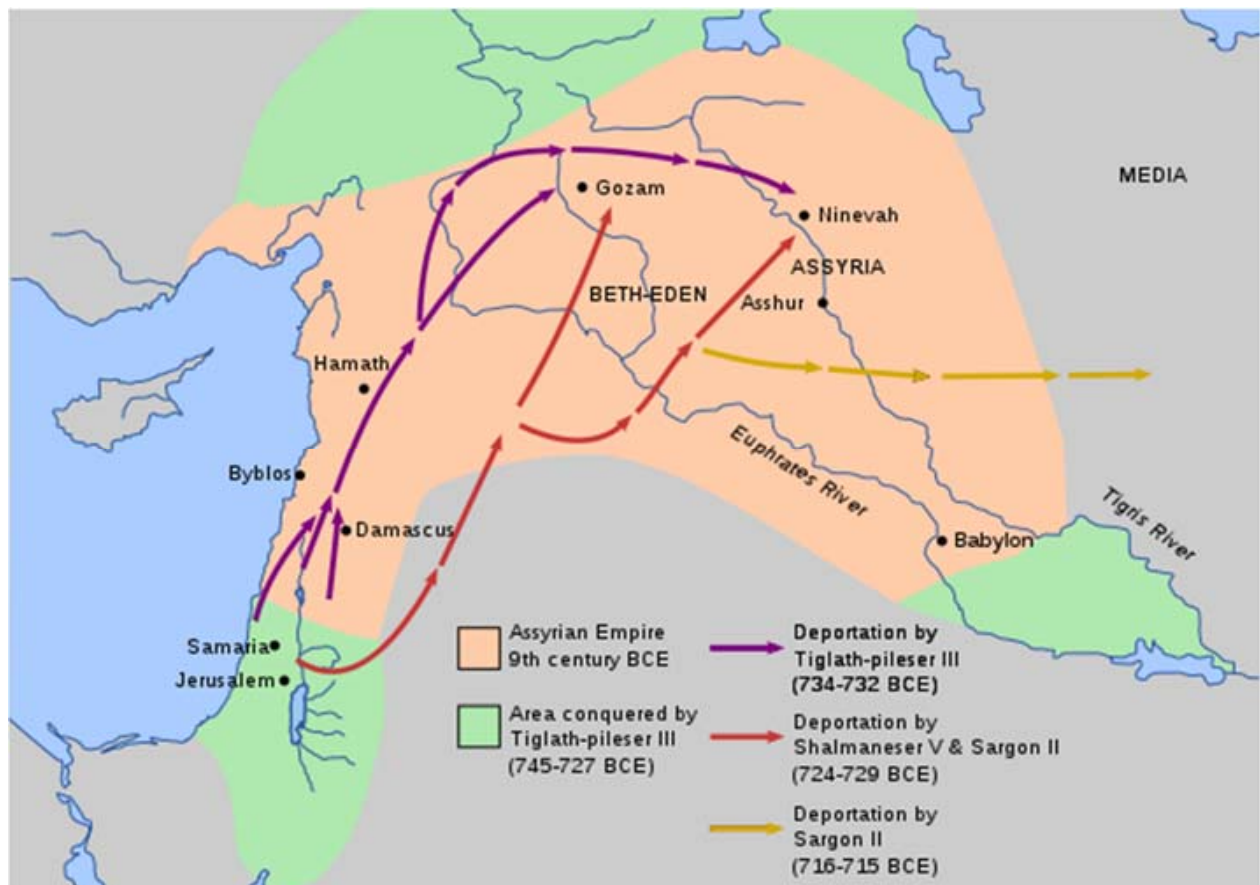 MEDIA
Gozam
Ninevah
ASSYRIA
BETH-EDEN
Asshur
Hamath
Byblos
Euphrates River
Damascus
Tigris River
Babylon
Samaria
Jerusalem
Assyrian Empire
9th century BCE
Area conquered by
Tiglath-pileser III
(745-727 BCE)
Deportation by
Tiglath-pileser III
(734-732 BCE)
Deportation by
Shalmaneser V & Sargon II
(724-729 BCE)
Deportation by
Sargon II
(716-715 BCE)